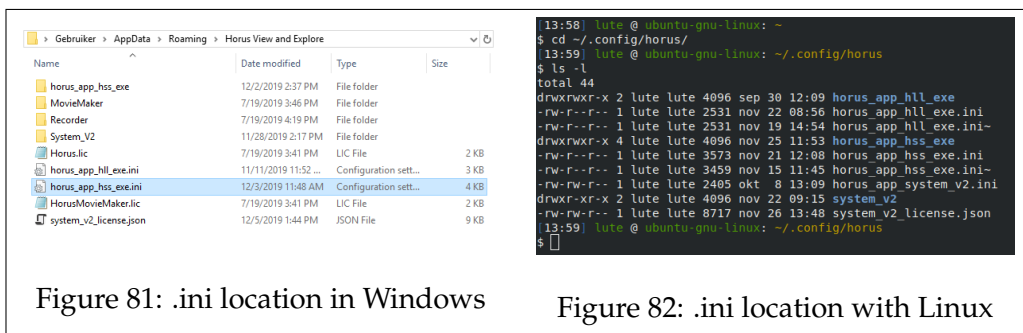 Gebruiker > AppData > Roaming > Horus View and Explore
Name Date modified Type Size
horus_app_hss_exe 12/2/2019 2:37 PM File folder
MovieMaker 7/19/2019 3:46 PM File folder
Recorder 7/19/2019 4:19 PM File folder
System_V2 11/28/2019 2:17 PM File folder
Horus.lic 7/19/2019 3:41 PM LIC File 2 KB
horus_app_hll_exe.ini 11/11/2019 11:52 ... Configuration sett... 3 KB
horus_app_hss_exe.ini 12/3/2019 11:48 AM Configuration sett... 4 KB
HorusMovieMaker.lic 7/19/2019 3:41 PM LIC File 2 KB
system_v2_license.json 12/5/2019 1:44 PM JSON File 9 KB
Figure 81: .ini location in Windows
[13:58] lute @ ubuntu-gnu-linux: ~
$ cd ~/.config/horus/
[13:59] lute @ ubuntu-gnu-linux: ~/.config/horus
$ ls -l
total 44
drwxrwxr-x 2 lute lute 4096 sep 30 12:09 horus_app_hll_exe
-rw-r--r-- 1 lute lute 2531 nov 22 08:56 horus_app_hll_exe.ini
-rw-r--r-- 1 lute lute 2531 nov 19 14:54 horus_app_hll_exe.ini~
drwxrwxr-x 4 lute lute 4096 nov 25 11:53 horus_app_hss_exe
-rw-r--r-- 1 lute lute 3573 nov 21 12:08 horus_app_hss_exe.ini
-rw-r--r-- 1 lute lute 3459 nov 15 11:45 horus_app_hss_exe.ini~
-rw-rw-r-- 1 lute lute 2405 okt  8 13:09 horus_app_system_v2.ini
drwxr-xr-x 2 lute lute 4096 nov 22 09:15 system_v2
-rw-rw-r-- 1 lute lute 8717 nov 26 13:48 system_v2_license.json
[13:59] lute @ ubuntu-gnu-linux: ~/.config/horus
$
Figure 82: .ini location with Linux